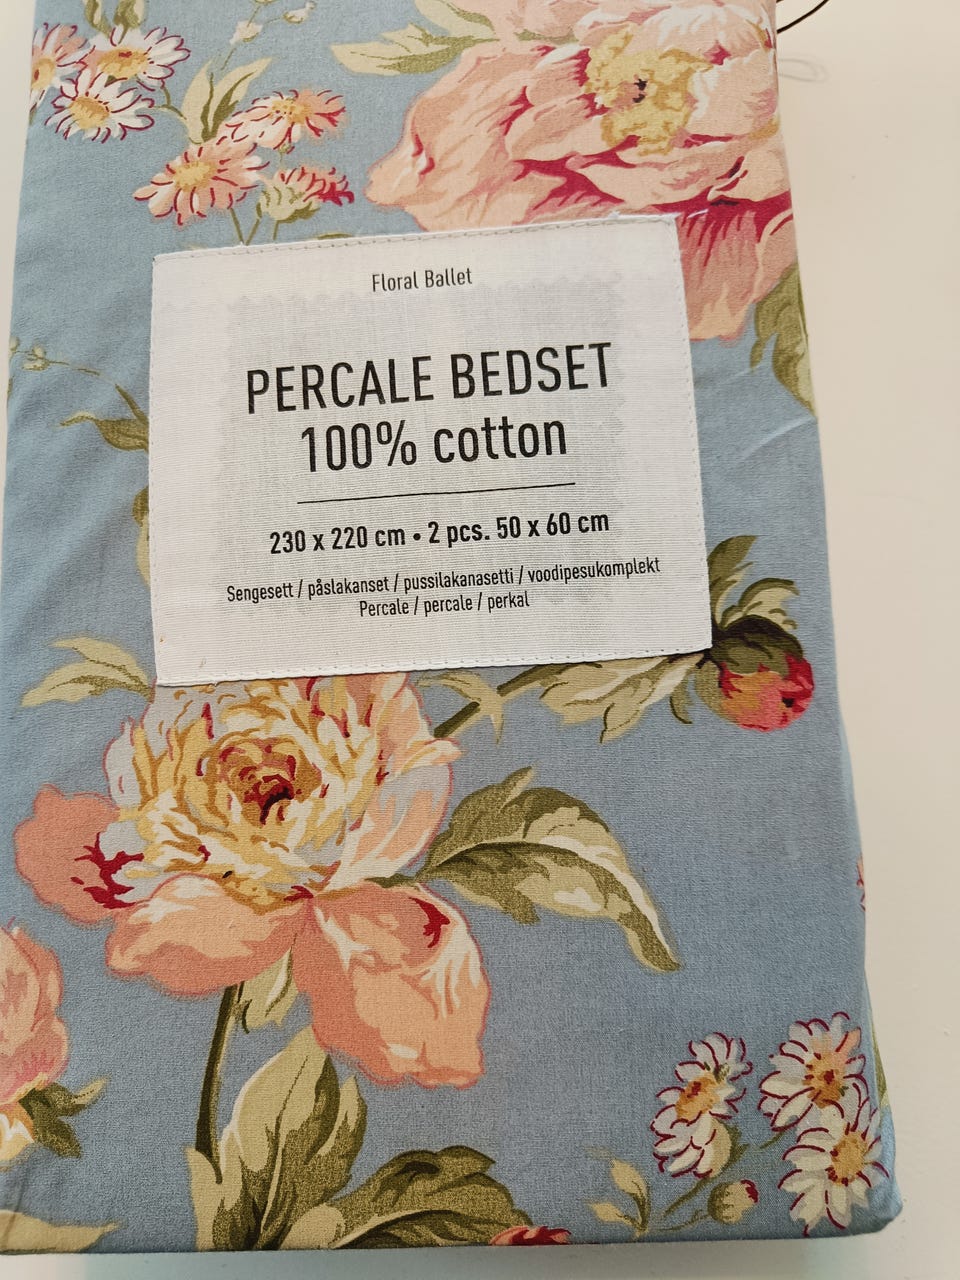 Floral Ballet
PERCALE BEDSET
100% cotton
230 x 220 cm • 2 pcs. 50 x 60 cm
Sengesett / påslakanset / pussilakanasetti / voodipesukomplekt
Percale / percale / perkal